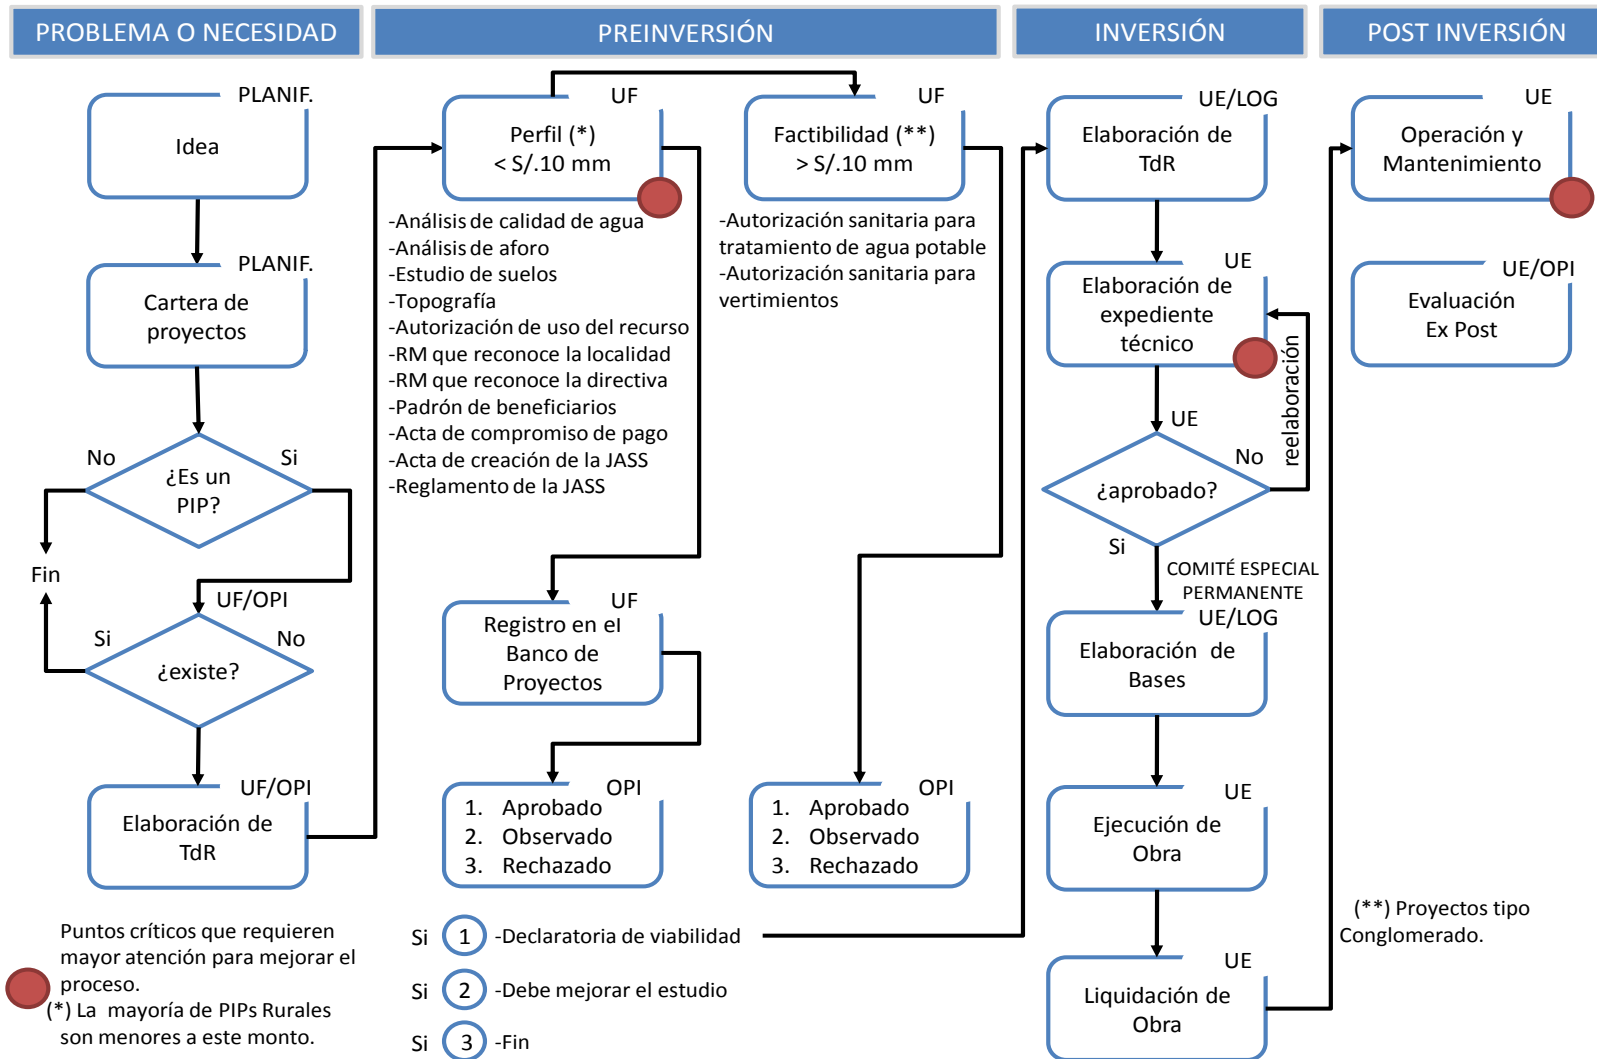 PROBLEMA O NECESIDAD
PREINVERSIÓN
INVERSIÓN
POST INVERSIÓN
PLANIF.
Idea
PLANIF.
Cartera de
proyectos
No
Si
¿Es un
PIP?
Fin
UF/OPI
Si
No
¿existe?
UF/OPI
Elaboración de
TdR
UF
Perfil (*)
< S/.10 mm
-Análisis de calidad de agua
-Análisis de aforo
-Estudio de suelos
-Topografía
-Autorización de uso del recurso
-RM que reconoce la localidad
-RM que reconoce la directiva
-Padrón de beneficiarios
-Acta de compromiso de pago
-Acta de creación de la JASS
-Reglamento de la JASS
UF
Registro en el
Banco de
Proyectos
OPI
1. Aprobado
2. Observado
3. Rechazado
UF
Factibilidad (**)
> S/.10 mm
-Autorización sanitaria para
tratamiento de agua potable
-Autorización sanitaria para
vertimientos
OPI
1. Aprobado
2. Observado
3. Rechazado
Si 1 -Declaratoria de viabilidad
Si 2 -Debe mejorar el estudio
Si 3 -Fin
UE/LOG
Elaboración de
TdR
UE
Elaboración de
expediente
técnico
reelaboración
UE
No
¿aprobado?
Si
COMITÉ ESPECIAL
PERMANENTE
UE/LOG
Elaboración de
Bases
UE
Ejecución de
Obra
UE
Liquidación de
Obra
UE
Operación y
Mantenimiento
UE/OPI
Evaluación
Ex Post
(**) Proyectos tipo
Conglomerado.
Puntos críticos que requieren
mayor atención para mejorar el
proceso.
(*) La mayoría de PIPs Rurales
son menores a este monto.